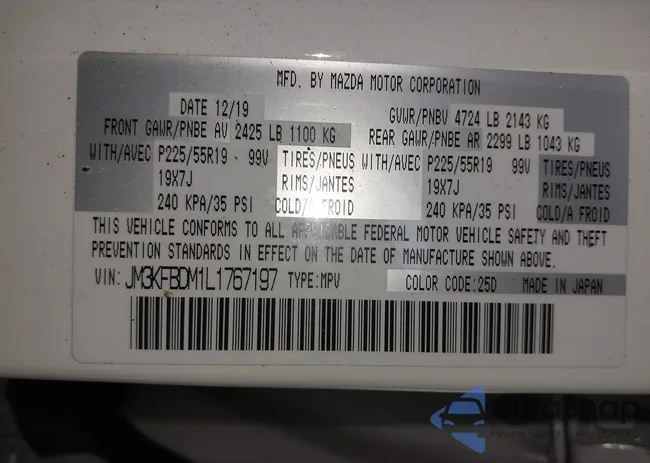 MFD. BY MAZDA MOTOR CORPORATION
DATE 12/19 GVWR/PNBV 4724 LB 2143 KG
FRONT GAWR/PNBE AV 2425 LB 1100 KG REAR GAWR/PNBE AR 2299 LB 1043 KG
WITH/AVEC P225/55R19 99V TIRES/PNEUS WITH/AVEC P225/55R19 99V TIRES/PNEUS
19X7J RIMS/JANTES 19X7J RIMS/JANTES
240 KPA/35 PSI COLD/A FROID 240 KPA/35 PSI COLD/A FROID
THIS VEHICLE CONFORMS TO ALL APPLICABLE FEDERAL MOTOR VEHICLE SAFETY AND THEFT
PREVENTION STANDARDS IN EFFECT ON THE DATE OF MANUFACTURE SHOWN ABOVE.
VIN: JM3KFBDM1L1767197 TYPE:MPV COLOR CODE:25D MADE IN JAPAN